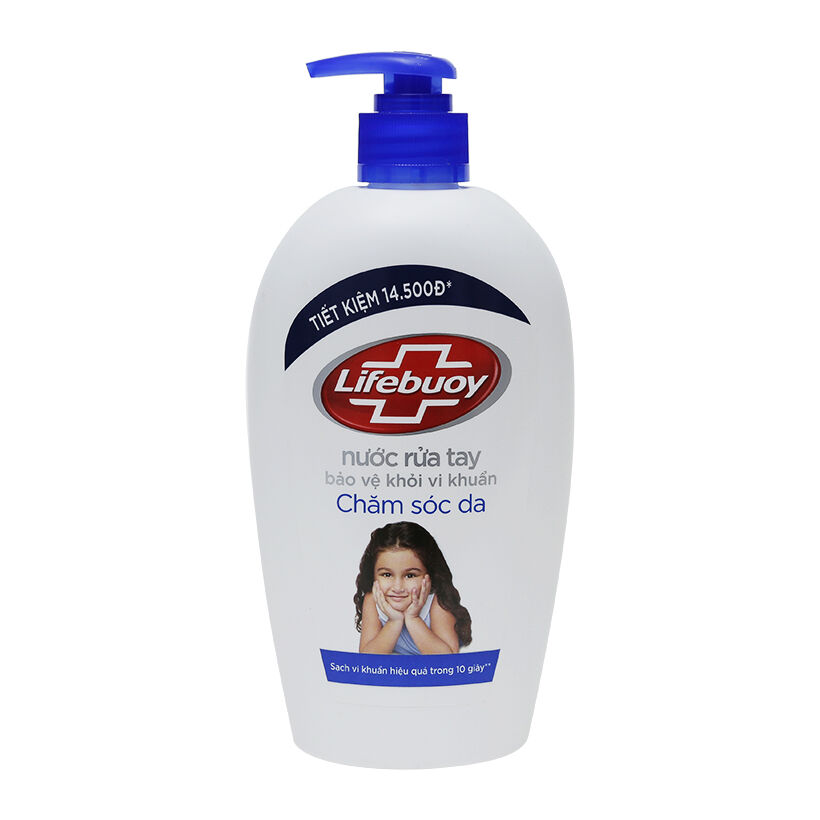 TIẾT KIỆM 14.500Đ*
Lifebuoy
nước rửa tay
bảo vệ khỏi vi khuẩn
Chăm sóc da
Sạch vi khuẩn hiệu quả trong 10 giây**